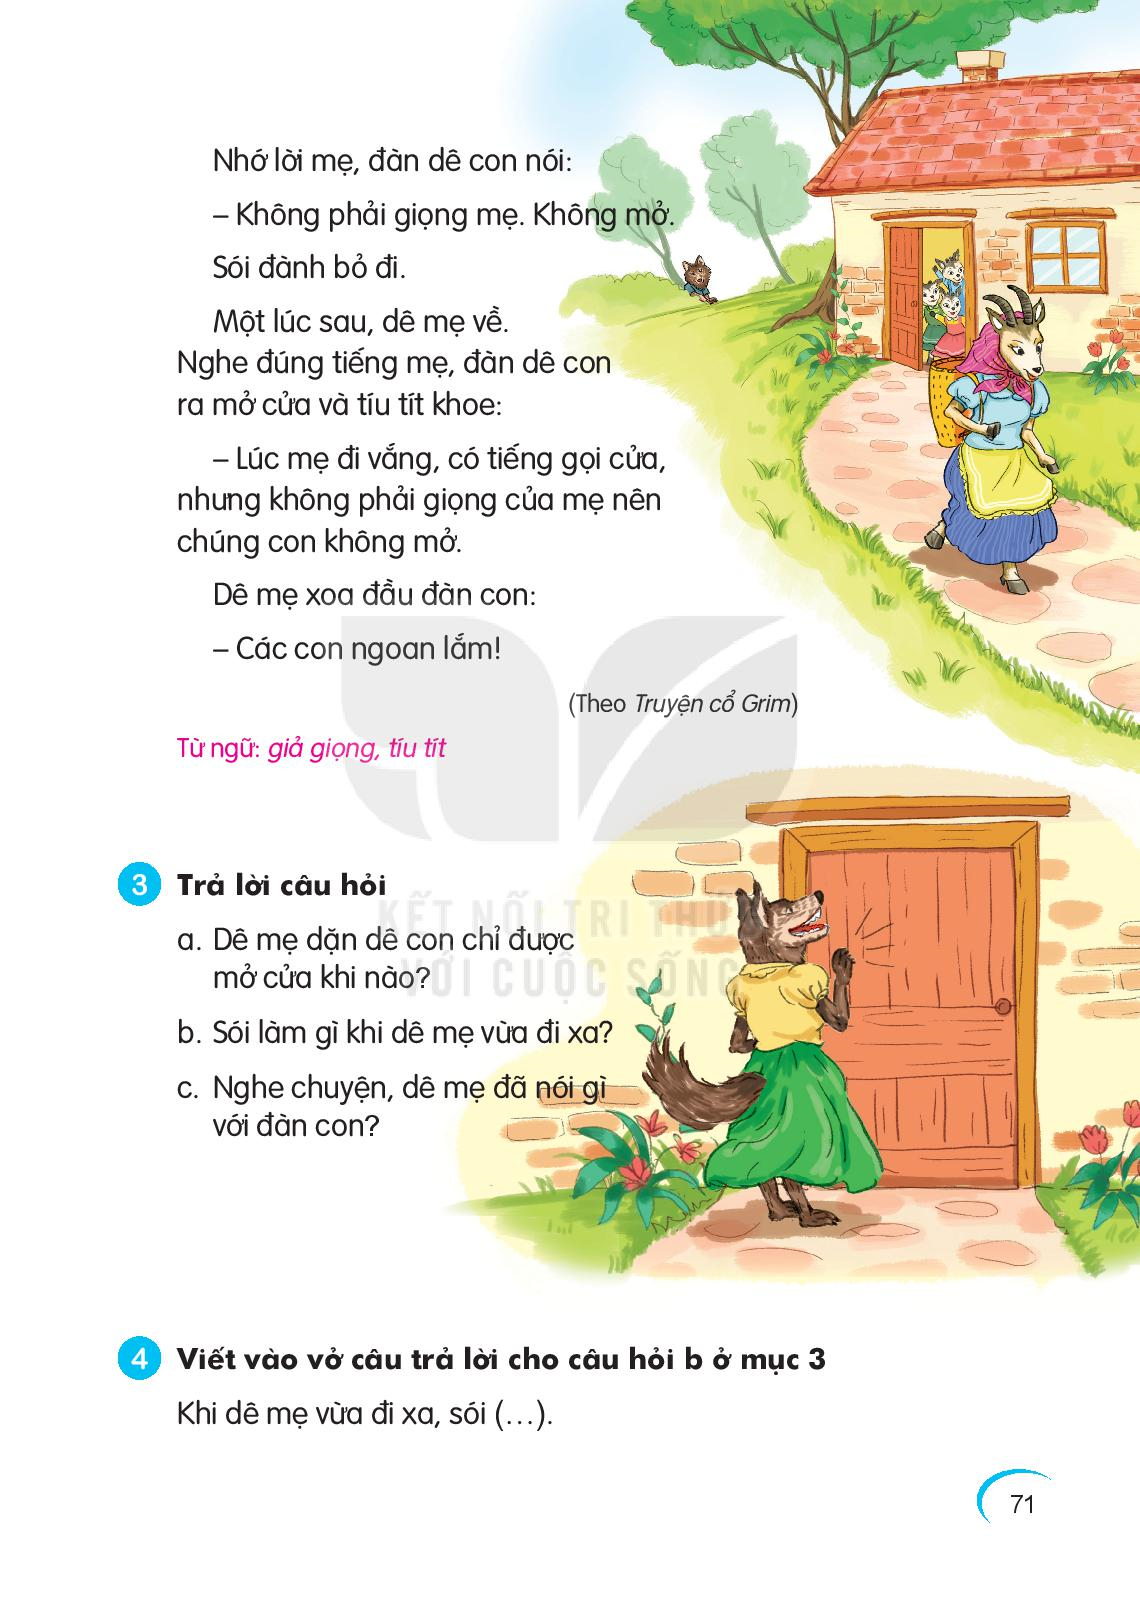 Nhớ lời mẹ, đàn dê con nói:
– Không phải giọng mẹ. Không mở.
Sói đành bỏ đi.
Một lúc sau, dê mẹ về.
Nghe đúng tiếng mẹ, đàn dê con
ra mở cửa và tíu tít khoe:
– Lúc mẹ đi vắng, có tiếng gọi cửa,
nhưng không phải giọng của mẹ nên
chúng con không mở.
Dê mẹ xoa đầu đàn con:
– Các con ngoan lắm!
(Theo Truyện cổ Grim)
Từ ngữ: giả giọng, tíu tít
3 Trả lời câu hỏi
KẾT NỐI TRI THỨC
VỚI CUỘC SỐNG
a. Dê mẹ dặn dê con chỉ được
mở cửa khi nào?
b. Sói làm gì khi dê mẹ vừa đi xa?
c. Nghe chuyện, dê mẹ đã nói gì
với đàn con?
4 Viết vào vở câu trả lời cho câu hỏi b ở mục 3
Khi dê mẹ vừa đi xa, sói (...).
71